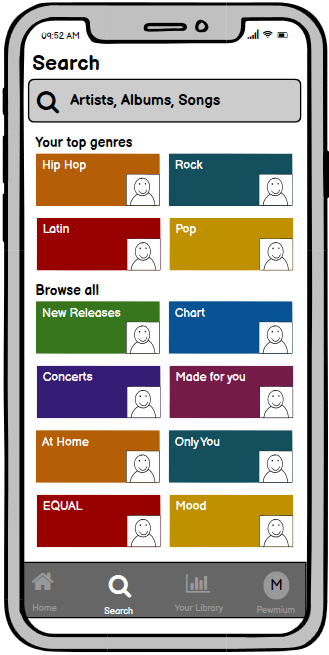 09:52 AM
Search
Artists, Albums, Songs
Your top genres
Hip Hop
Rock
Latin
Pop
Browse all
New Releases
Chart
Concerts
Made for you
At Home
Only You
EQUAL
Mood
M
Home
Search
Your Library
Pewmium